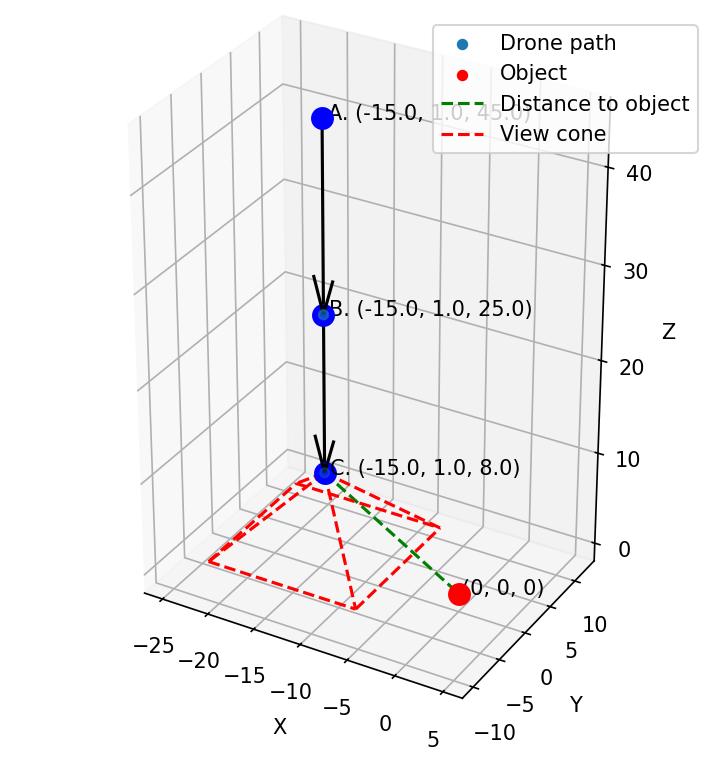 Drone path
Object
Distance to object
View cone
A. (-15.0, 1.0, 45.0)
B. (-15.0, 1.0, 25.0)
C. (-15.0, 1.0, 8.0)
(0, 0, 0)
40
30
Z
20
10
0
−25
−20
−15
−10
−5
0
5
X
10
5
0
−5
−10
Y